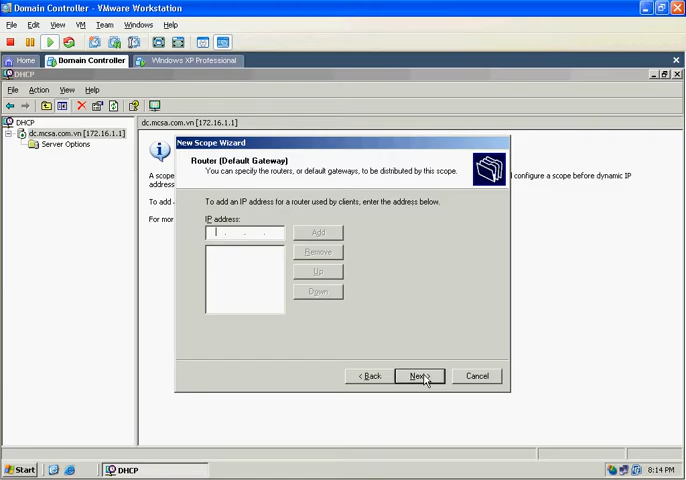 Domain Controller - VMware Workstation
File Edit View VM Team Windows Help
Home Domain Controller Windows XP Professional
DHCP
File Action View Help
DHCP
dc.mcsa.com.vn [172.16.1.1]
Server Options
dc.mcsa.com.vn [172.16.1.1]
A scope
address
To add
For mor
configure a scope before dynamic IP
New Scope Wizard
Router (Default Gateway)
You can specify the routers, or default gateways, to be distributed by this scope.
To add an IP address for a router used by clients, enter the address below.
IP address:
Add
Remove
Up
Down
< Back Next > Cancel
Start DHCP 8:14 PM